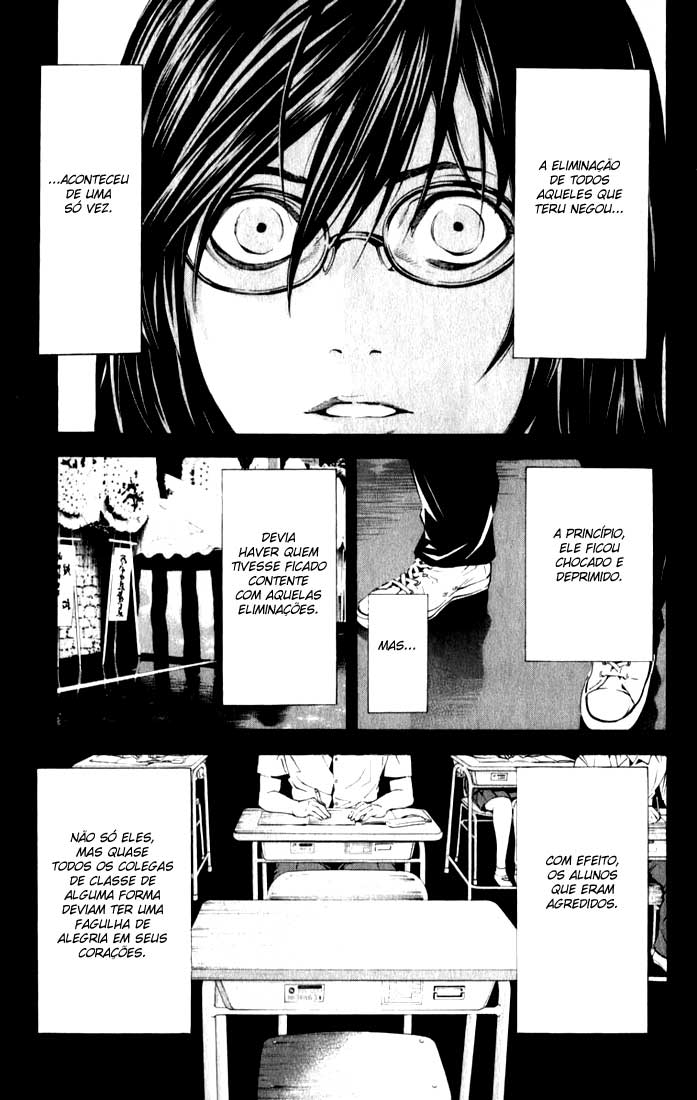 A ELIMINAÇÃO
DE TODOS
AQUELES QUE
TERU NEGOU...
...ACONTECEU
DE UMA
SÓ VEZ.
A PRINCÍPIO,
ELE FICOU
CHOCADO E
DEPRIMIDO.
MAS...
DEVIA
HAVER QUEM
TIVESSE FICADO
CONTENTE
COM AQUELAS
ELIMINAÇÕES.
COM EFEITO,
OS ALUNOS
QUE ERAM
AGREDIDOS.
NÃO SÓ ELES,
MAS QUASE
TODOS OS COLEGAS
DE CLASSE DE
ALGUMA FORMA
DEVIAM TER UMA
FAGULHA DE
ALEGRIA EM SEUS
CORAÇÕES.